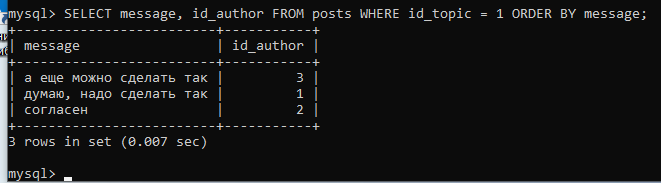 mysql> SELECT message, id_author FROM posts WHERE id_topic = 1 ORDER BY message;
+-------------------------+-----------+
| message                 | id_author |
+-------------------------+-----------+
| а еще можно сделать так |         3 |
| думаю, надо сделать так |         1 |
| согласен                |         2 |
+-------------------------+-----------+
3 rows in set (0.007 sec)
mysql>